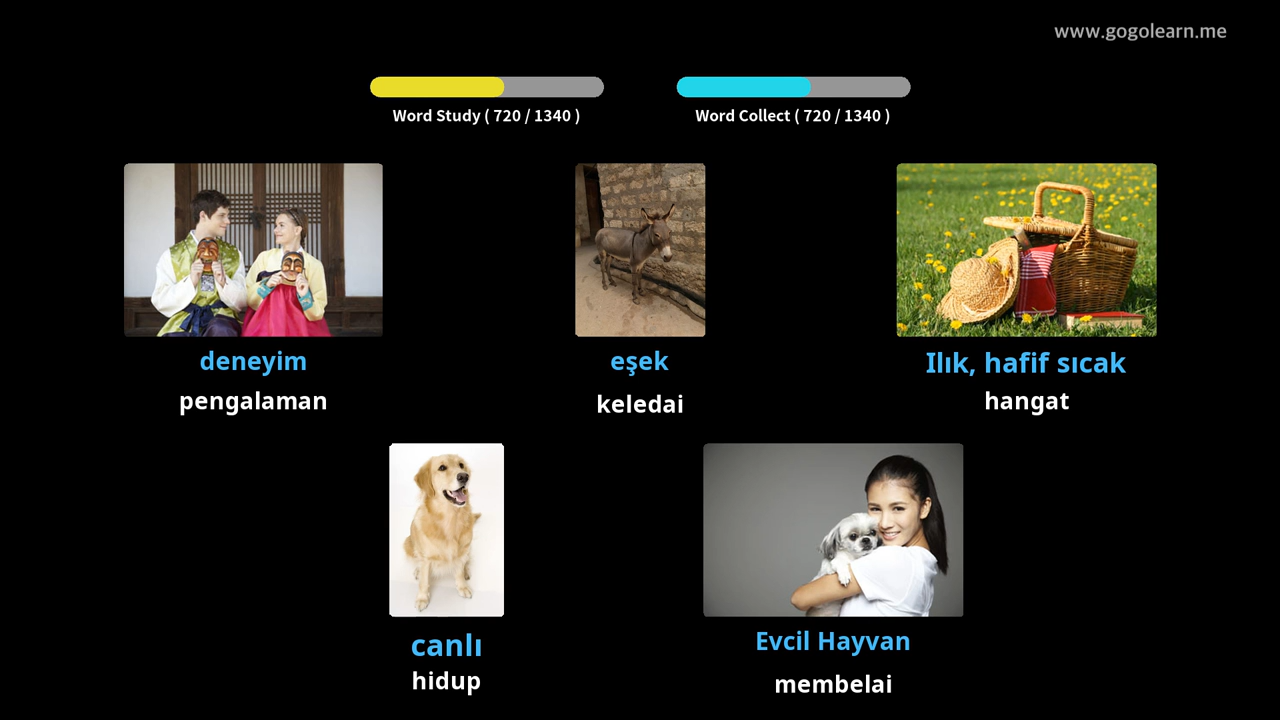 www.gogolearn.me
Word Study ( 720 / 1340 )
Word Collect ( 720 / 1340 )
deneyim
pengalaman
eşek
keledai
Ilık, hafif sıcak
hangat
canlı
hidup
Evcil Hayvan
membelai